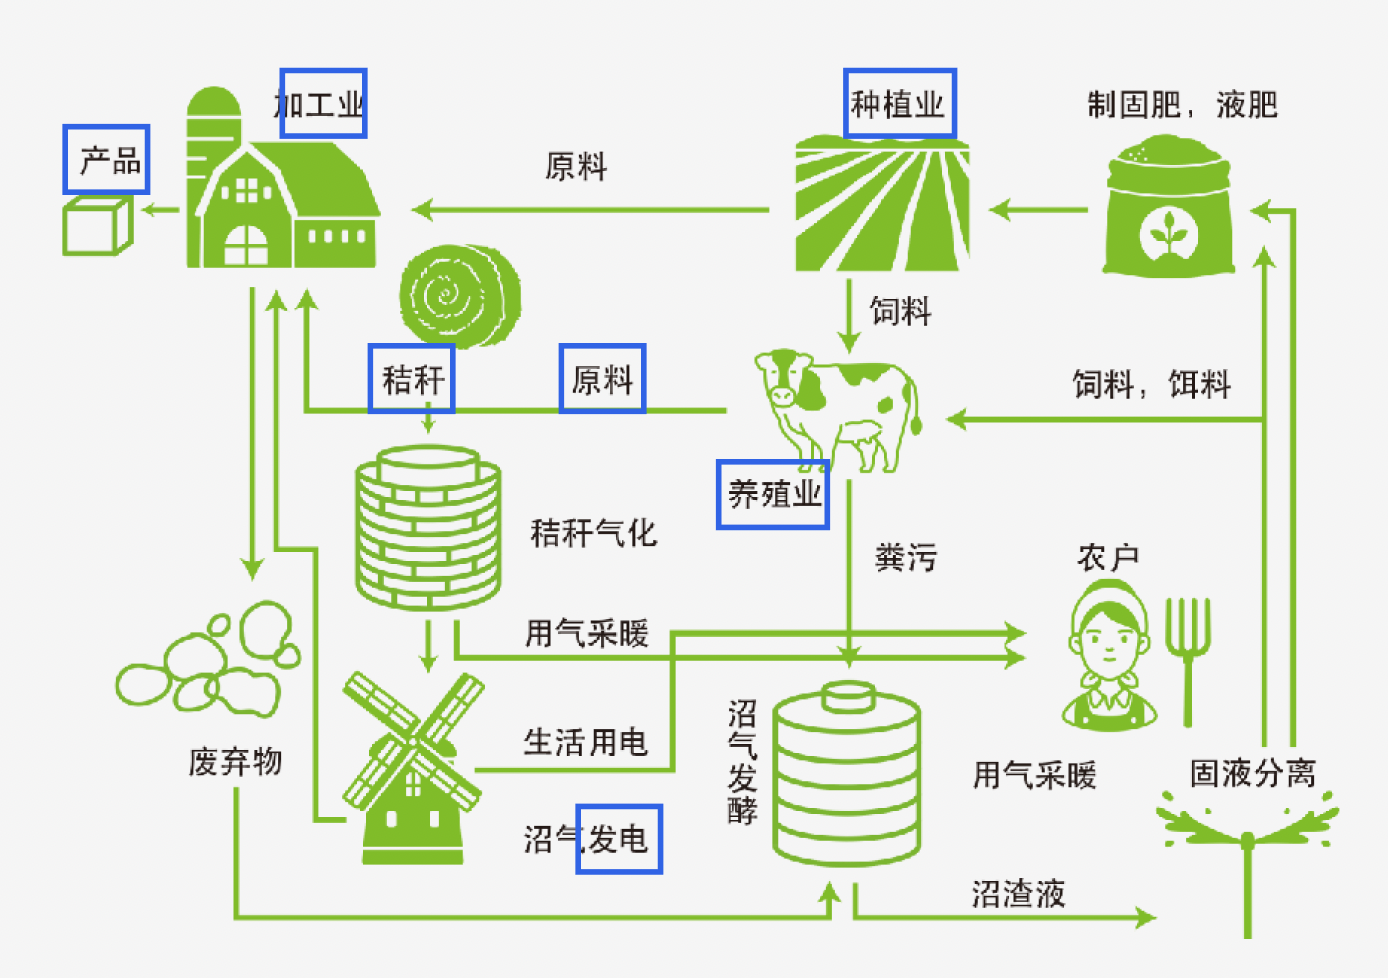 加工业
种植业
制固肥，液肥
产品
原料
饲料
秸秆
原料
饲料，饵料
养殖业
秸秆气化
粪污
农户
用气采暖
沼气发酵
生活用电
废弃物
用气采暖
固液分离
沼气发电
沼渣液